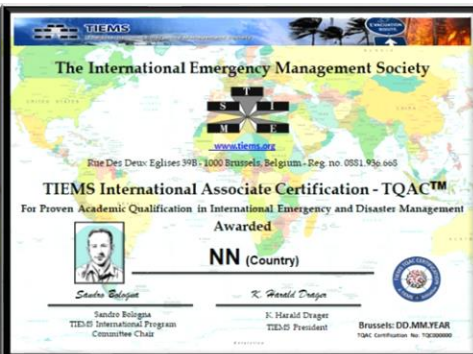 TIEMS
EVACUATION
ROUTE
The International Emergency Management Society
T
S I
M E
www.tiems.org
Rue Des Deux Eglises 39B - 1000 Brussels, Belgium - Reg. no. 0881.936.665
TIEMS International Associate Certification - TQAC™
For Proven Academic Qualification in International Emergency and Disaster Management
Awarded
NN (Country)
Sandro Bologna
K. Harald Drager
Sandro Bologna
TIEMS International Program
Committee Chair
K. Harald Drager
TIEMS President
Brussels: DD.MM.YEAR
TQAC Certification No. TQC000000